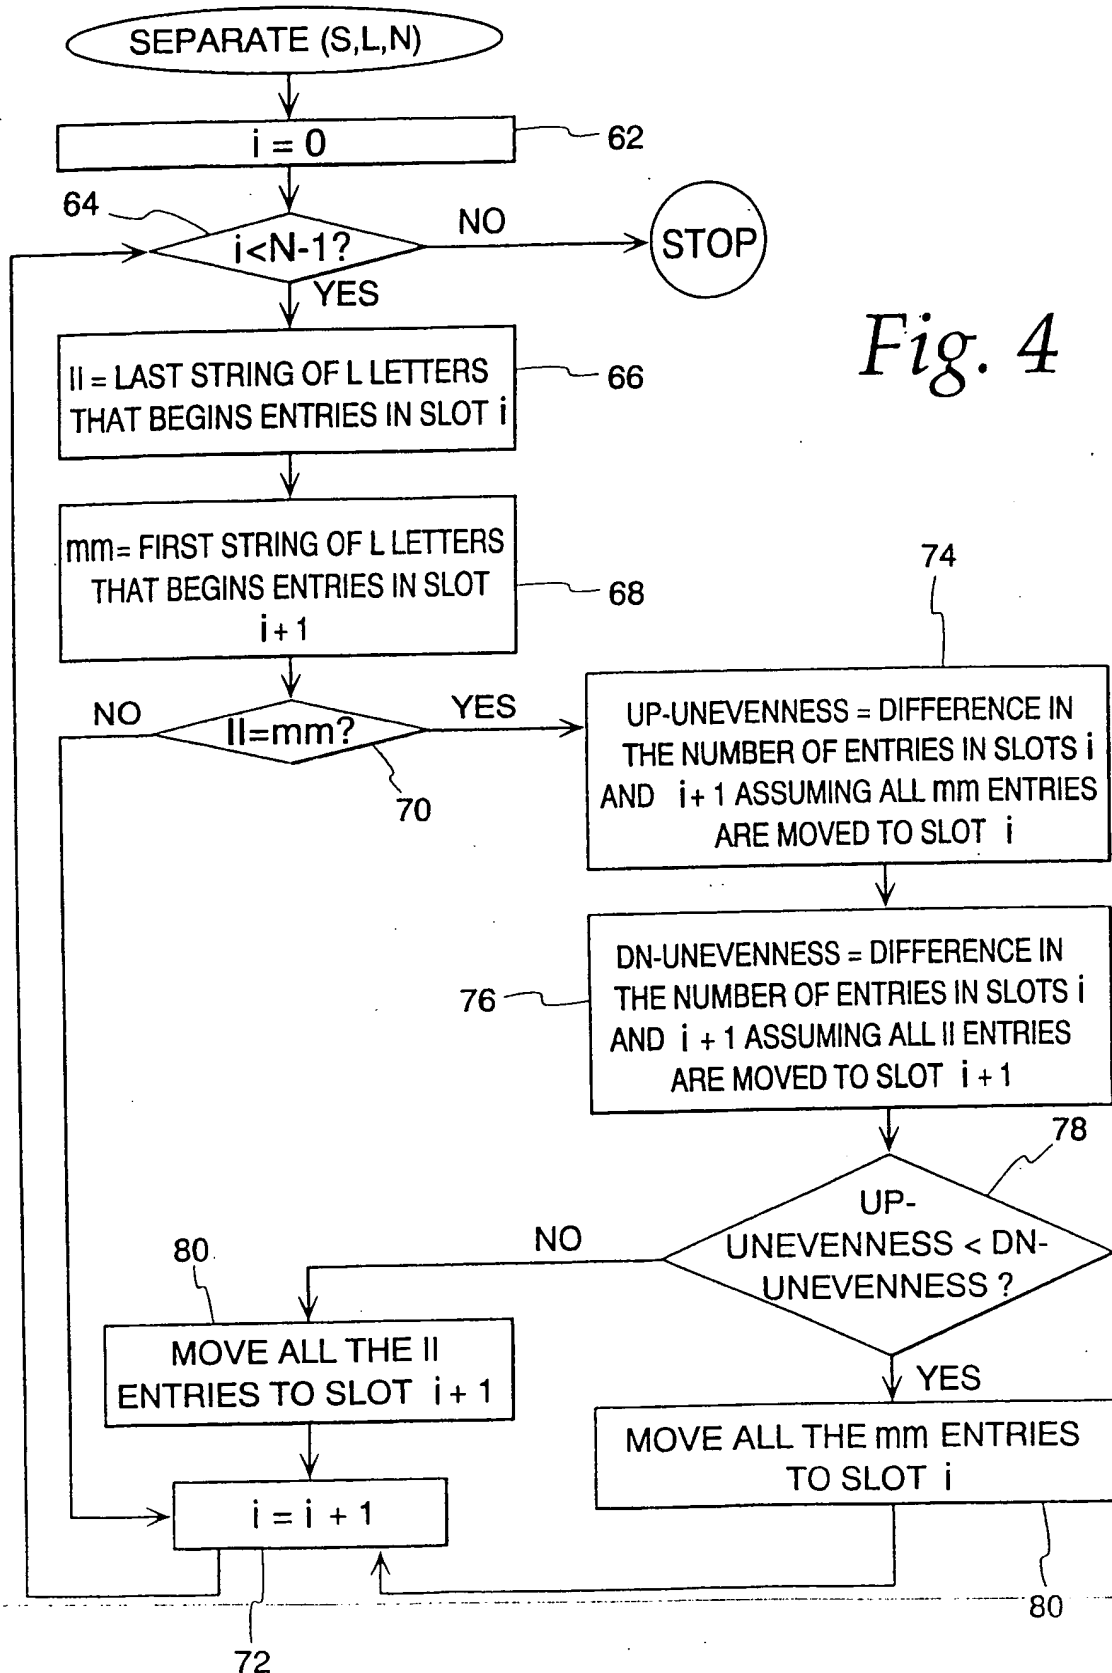 SEPARATE (S,L,N)
i = 0
62
64
i<N-1?
NO
STOP
YES
Fig. 4
ll = LAST STRING OF L LETTERS
THAT BEGINS ENTRIES IN SLOT i
66
mm = FIRST STRING OF L LETTERS
THAT BEGINS ENTRIES IN SLOT
i + 1
68
NO
ll=mm?
YES
70
74
UP-UNEVENNESS = DIFFERENCE IN
THE NUMBER OF ENTRIES IN SLOTS i
AND i + 1 ASSUMING ALL mm ENTRIES
ARE MOVED TO SLOT i
76
DN-UNEVENNESS = DIFFERENCE IN
THE NUMBER OF ENTRIES IN SLOTS i
AND i + 1 ASSUMING ALL ll ENTRIES
ARE MOVED TO SLOT i + 1
78
UP-
UNEVENNESS < DN-
UNEVENNESS ?
NO
80
MOVE ALL THE ll
ENTRIES TO SLOT i + 1
YES
MOVE ALL THE mm ENTRIES
TO SLOT i
80
i = i + 1
72